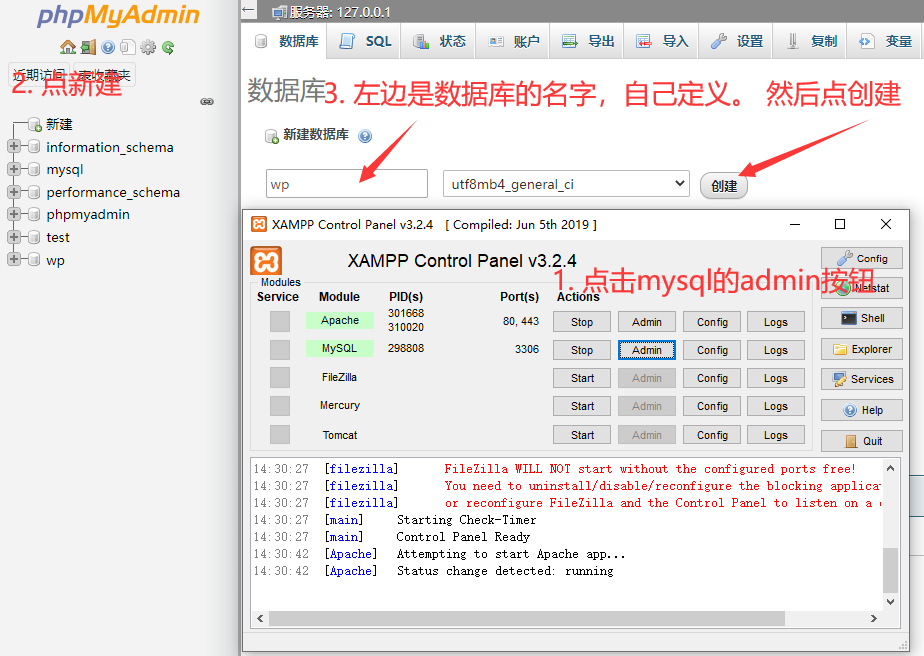 phpMyAdmin
近期访问 表收藏夹
2. 点新建
新建
information_schema
mysql
performance_schema
phpmyadmin
test
wp
服务器: 127.0.0.1
数据库 SQL 状态 账户 导出 导入 设置 复制 变量
数据库
3. 左边是数据库的名字，自己定义。 然后点创建
新建数据库
wp utf8mb4_general_ci 创建
XAMPP Control Panel v3.2.4 [ Compiled: Jun 5th 2019 ]
XAMPP Control Panel v3.2.4
1. 点击mysql的admin按钮
Modules
Service Module PID(s) Port(s) Actions
Apache 301668 310020 80, 443 Stop Admin Config Logs
MySQL 298808 3306 Stop Admin Config Logs
FileZilla Start Admin Config Logs
Mercury Start Admin Config Logs
Tomcat Start Admin Config Logs
Config
Netstat
Shell
Explorer
Services
Help
Quit
14:30:27 [filezilla] FileZilla WILL NOT start without the configured ports free!
14:30:27 [filezilla] You need to uninstall/disable/reconfigure the blocking applica
14:30:27 [filezilla] or reconfigure FileZilla and the Control Panel to listen on a
14:30:27 [main] Starting Check-Timer
14:30:27 [main] Control Panel Ready
14:30:42 [Apache] Attempting to start Apache app...
14:30:42 [Apache] Status change detected: running